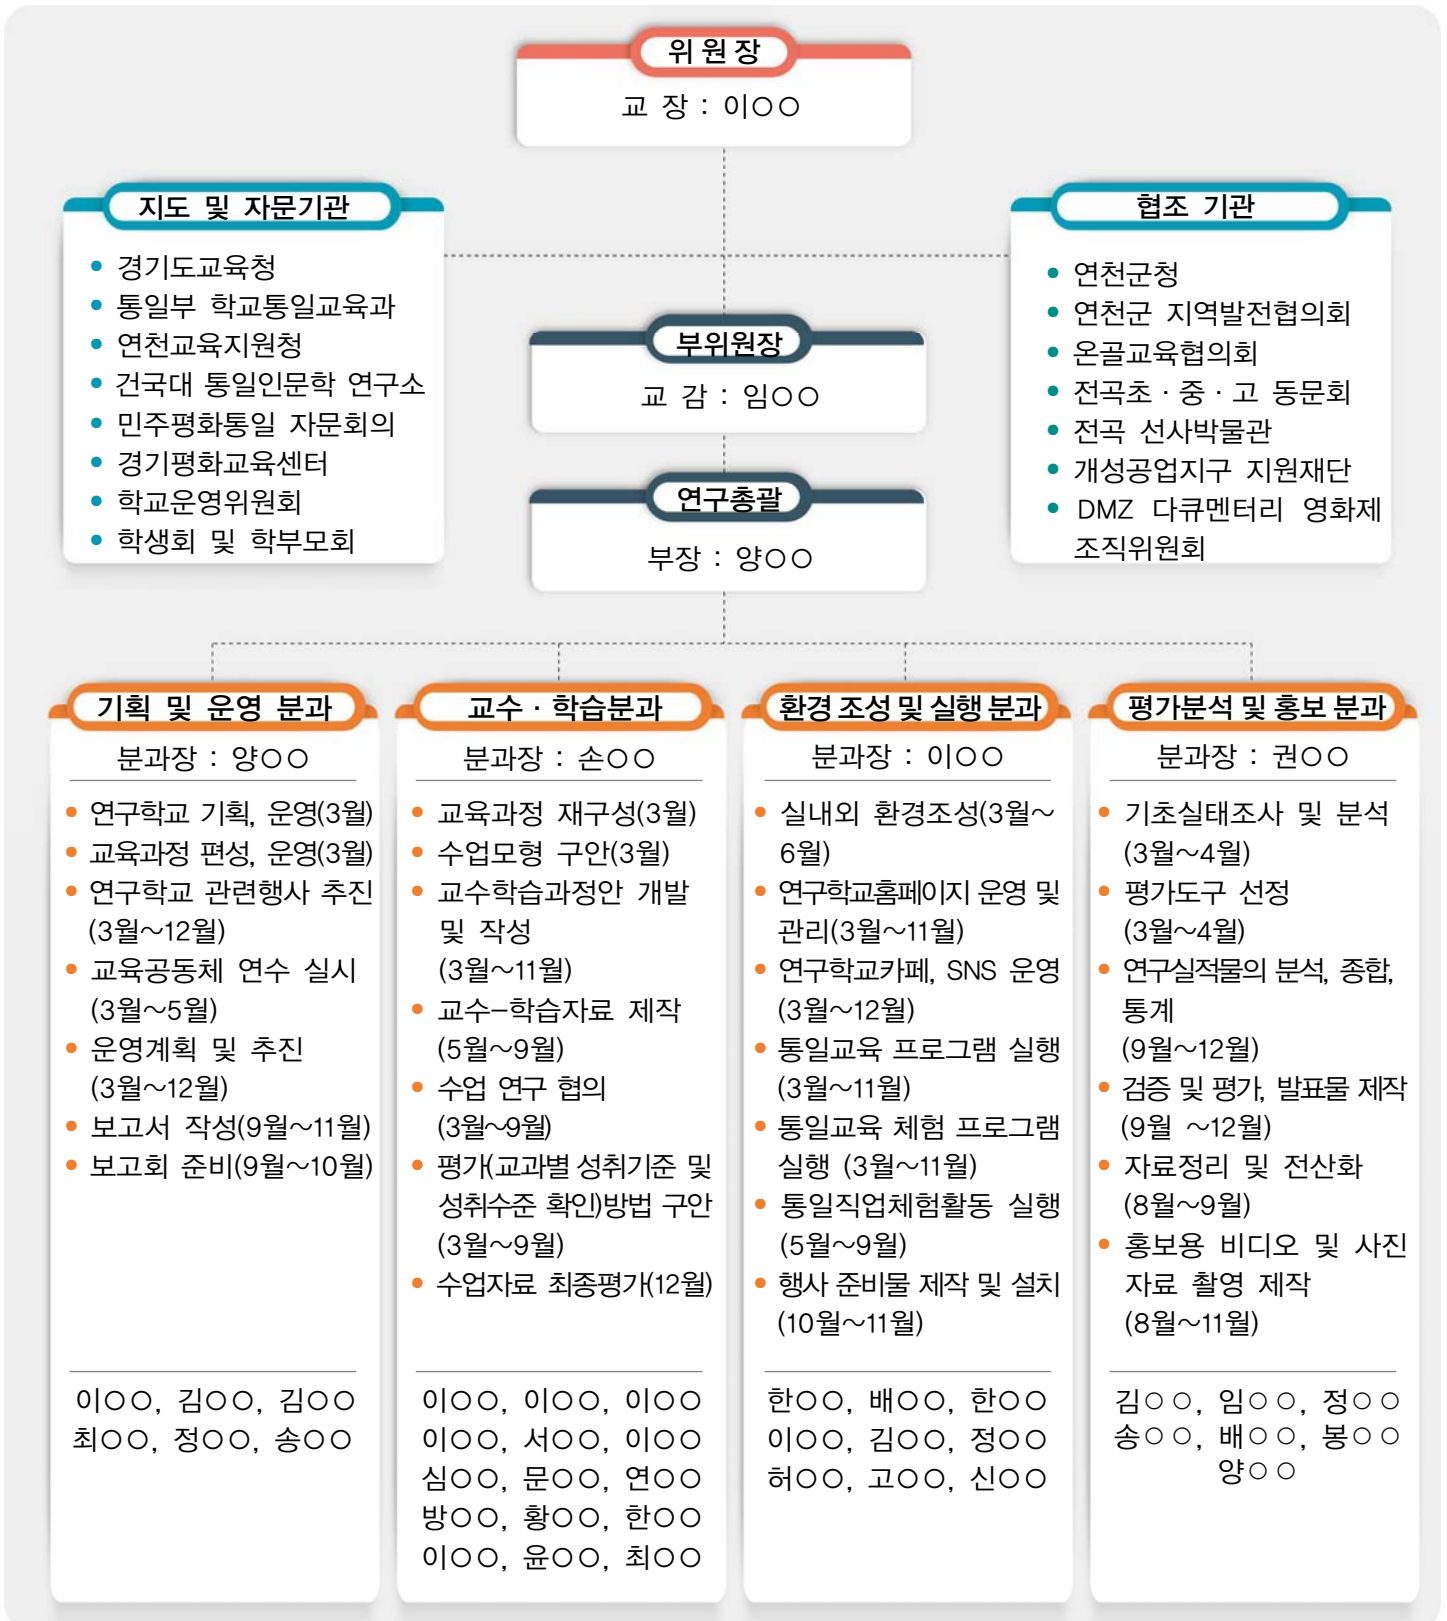 위 원 장
교 장 : 이○○
지도 및 자문기관
• 경기도교육청
• 통일부 학교통일교육과
• 연천교육지원청
• 건국대 통일인문학 연구소
• 민주평화통일 자문회의
• 경기평화교육센터
• 학교운영위원회
• 학생회 및 학부모회
협조 기관
• 연천군청
• 연천군 지역발전협의회
• 온골교육협의회
• 전곡초 · 중 · 고 동문회
• 전곡 선사박물관
• 개성공업지구 지원재단
• DMZ 다큐멘터리 영화제
조직위원회
부위원장
교 감 : 임○○
연구총괄
부장 : 양○○
기획 및 운영 분과
분과장 : 양○○
• 연구학교 기획, 운영(3월)
• 교육과정 편성, 운영(3월)
• 연구학교 관련행사 추진
(3월~12월)
• 교육공동체 연수 실시
(3월~5월)
• 운영계획 및 추진
(3월~12월)
• 보고서 작성(9월~11월)
• 보고회 준비(9월~10월)
이○○, 김○○, 김○○
최○○, 정○○, 송○○
교수 · 학습분과
분과장 : 손○○
• 교육과정 재구성(3월)
• 수업모형 구안(3월)
• 교수학습과정안 개발
및 작성
(3월~11월)
• 교수-학습자료 제작
(5월~9월)
• 수업 연구 협의
(3월~9월)
• 평가(교과별 성취기준 및
성취수준 확인)방법 구안
(3월~9월)
• 수업자료 최종평가(12월)
이○○, 이○○, 이○○
이○○, 서○○, 이○○
심○○, 문○○, 연○○
방○○, 황○○, 한○○
이○○, 윤○○, 최○○
환경 조성 및 실행 분과
분과장 : 이○○
• 실내외 환경조성(3월~
6월)
• 연구학교홈페이지 운영 및
관리(3월~11월)
• 연구학교카페, SNS 운영
(3월~12월)
• 통일교육 프로그램 실행
(3월~11월)
• 통일교육 체험 프로그램
실행 (3월~11월)
• 통일직업체험활동 실행
(5월~9월)
• 행사 준비물 제작 및 설치
(10월~11월)
한○○, 배○○, 한○○
이○○, 김○○, 정○○
허○○, 고○○, 신○○
평가분석 및 홍보 분과
분과장 : 권○○
• 기초실태조사 및 분석
(3월~4월)
• 평가도구 선정
(3월~4월)
• 연구실적물의 분석, 종합,
통계
(9월~12월)
• 검증 및 평가, 발표물 제작
(9월 ~12월)
• 자료정리 및 전산화
(8월~9월)
• 홍보용 비디오 및 사진
자료 촬영 제작
(8월~11월)
김○○, 임○○, 정○○
송○○, 배○○, 봉○○
양○○